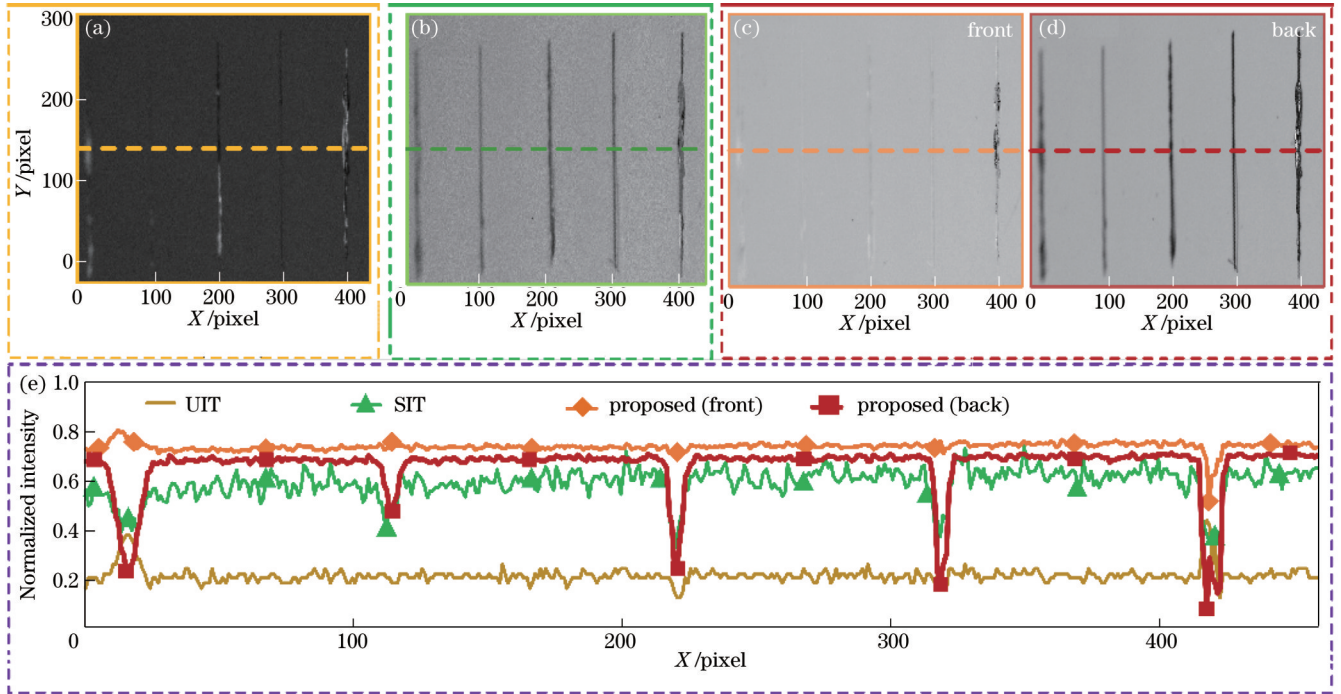 (a)
300
200
100
200
100
0
Y/pixel
0 100 200 300 400
X/pixel
(b)
0 100 200 300 400
X/pixel
(c) front
0 100 200 300 400
X/pixel
(d) back
0 100 200 300 400
X/pixel
(e)
1.0
0.8
0.6
0.4
0.2
0
Normalized intensity
UIT SIT proposed (front) proposed (back)
100 200 300 400
X/pixel